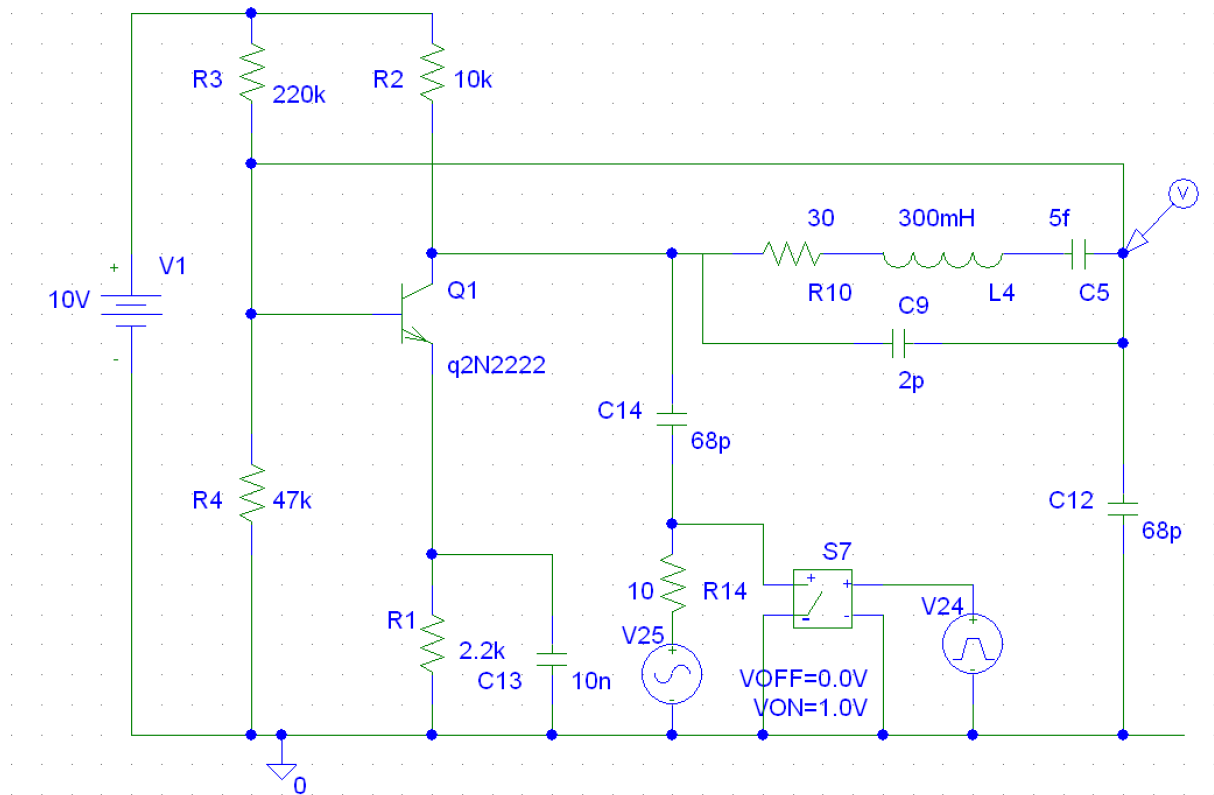 R3
220k
R2
10k
V
30
300mH
5f
R10
L4
C5
+
V1
10V
-
Q1
q2N2222
C9
2p
C14
68p
R4
47k
C12
68p
S7
+
+
-
-
10
R14
V24
+
-
R1
2.2k
C13
10n
V25
+
-
VOFF=0.0V
VON=1.0V
0